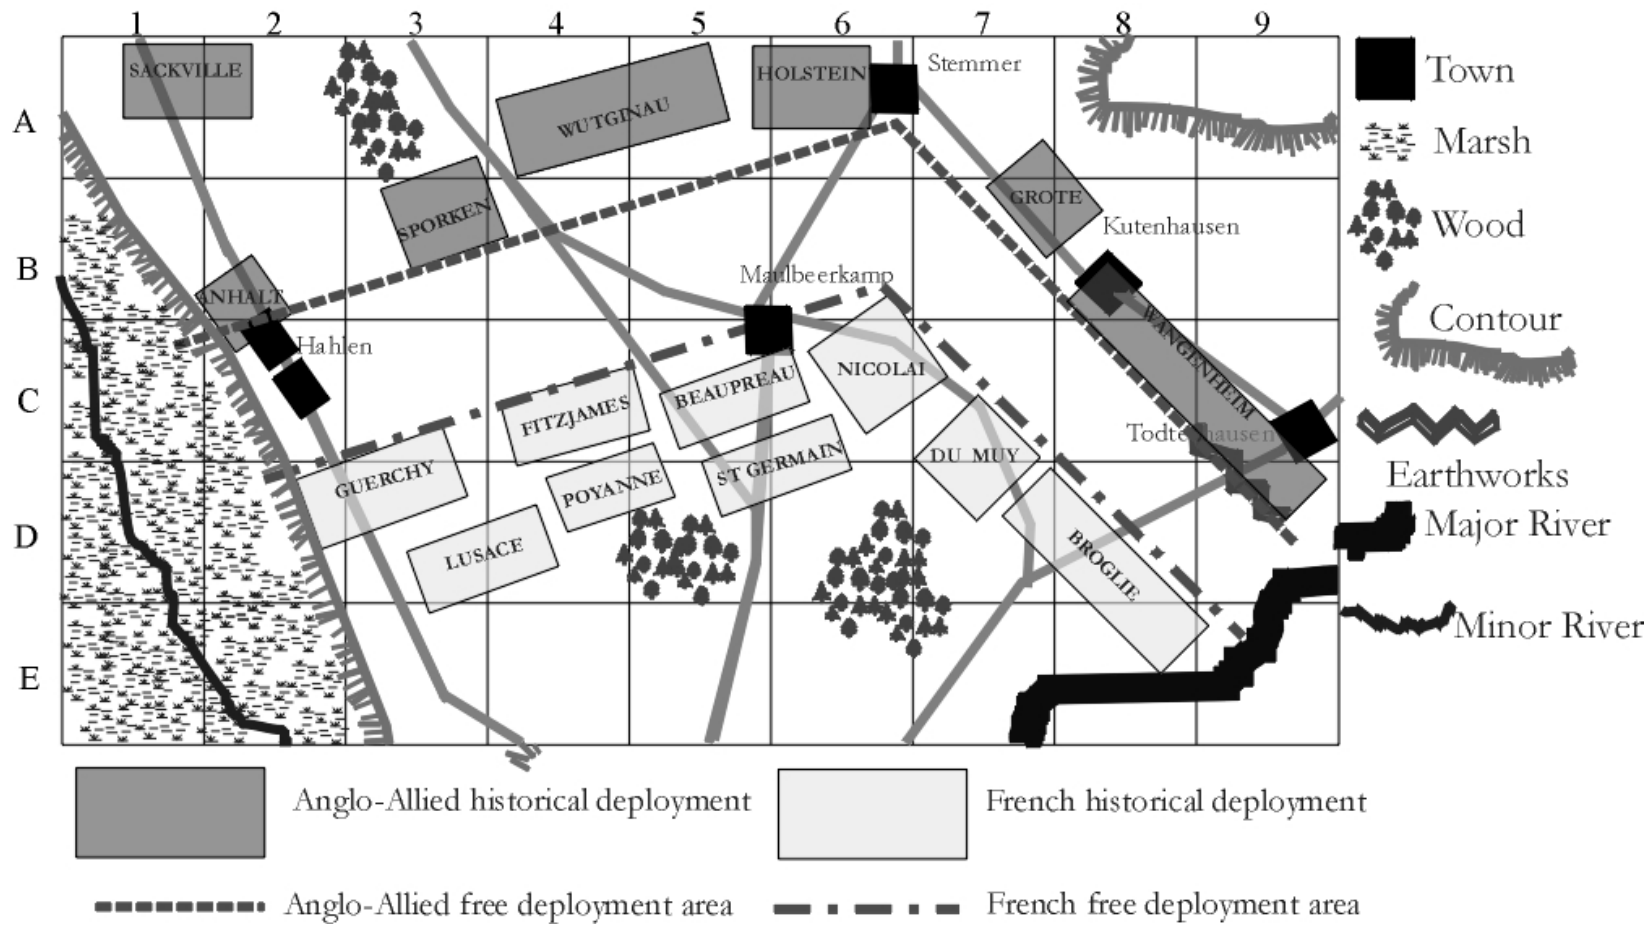 1 2 3 4 5 6 7 8 9
A
B
C
D
E
SACKVILLE
WUTGINAU
HOLSTEIN
Stemmer
SPORKEN
GROTE
Kutenhausen
ANHALT
Maulbeerkamp
Hahlen
WANGENHEIM
NICOLAI
BEAUPREAU
FITZJAMES
Todtenhausen
GUERCHY
POYANNE
ST GERMAIN
DU MUY
LUSACE
BROGLIE
Town
Marsh
Wood
Contour
Earthworks
Major River
Minor River
Anglo-Allied historical deployment
French historical deployment
Anglo-Allied free deployment area
French free deployment area